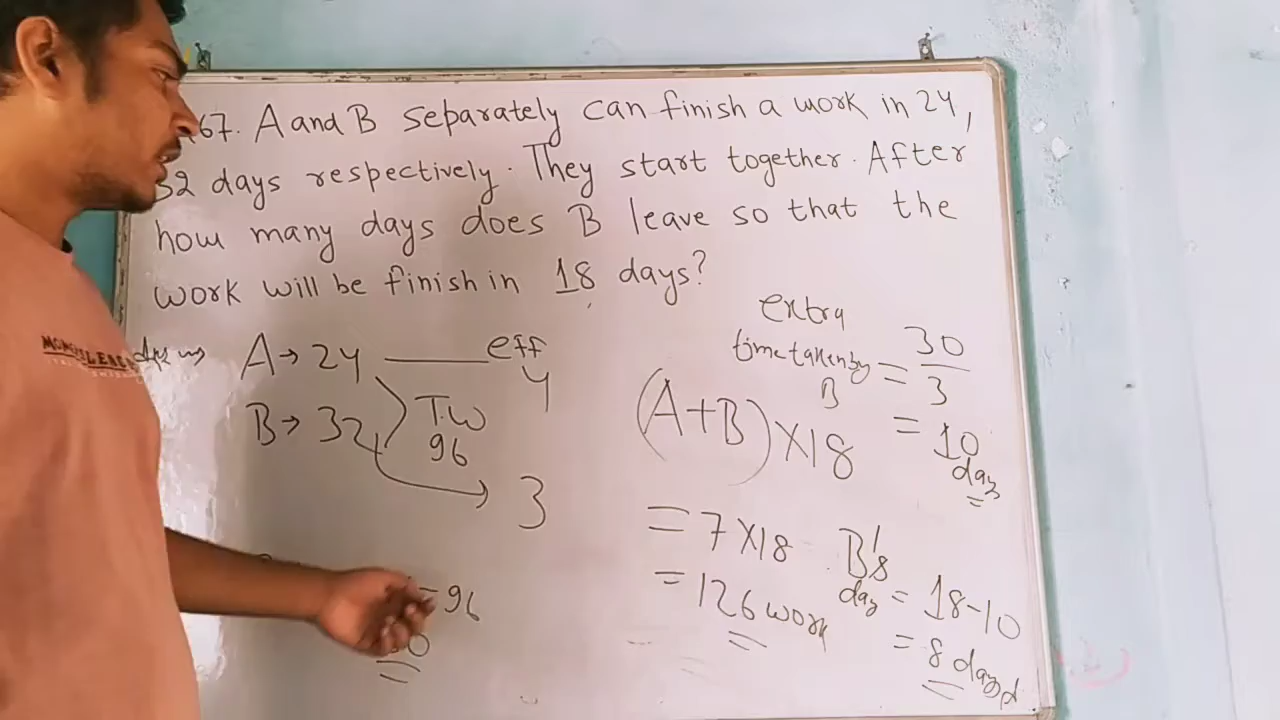 67. A and B separately can finish a work in 24,
32 days respectively. They start together. After
how many days does B leave so that the
work will be finish in 18 days?
A → 24 eff 4
B → 32 T.W 96
3
extra
time taken by B = 30/3
= 10 days
(A+B) × 18
= 7 × 18
= 126 work
B's day = 18-10
= 8 days
= 96